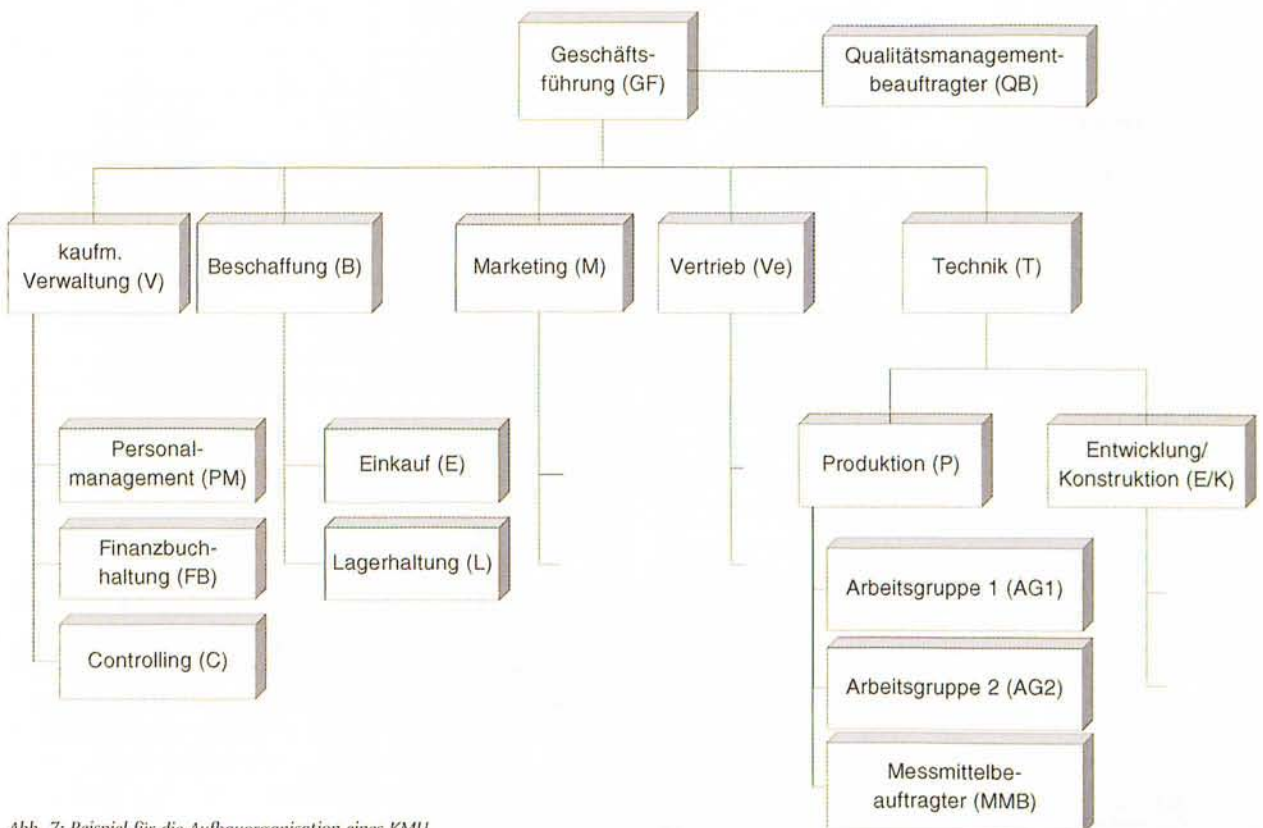 Geschäfts-
führung (GF)
Qualitätsmanagement-
beauftragter (QB)
kaufm.
Verwaltung (V)
Beschaffung (B)
Marketing (M)
Vertrieb (Ve)
Technik (T)
Personal-
management (PM)
Einkauf (E)
Produktion (P)
Entwicklung/
Konstruktion (E/K)
Finanzbuch-
haltung (FB)
Lagerhaltung (L)
Arbeitsgruppe 1 (AG1)
Controlling (C)
Arbeitsgruppe 2 (AG2)
Messmittelbe-
auftragter (MMB)
Abb. 7: Beispiel für die Aufbauorganisation eines KMU